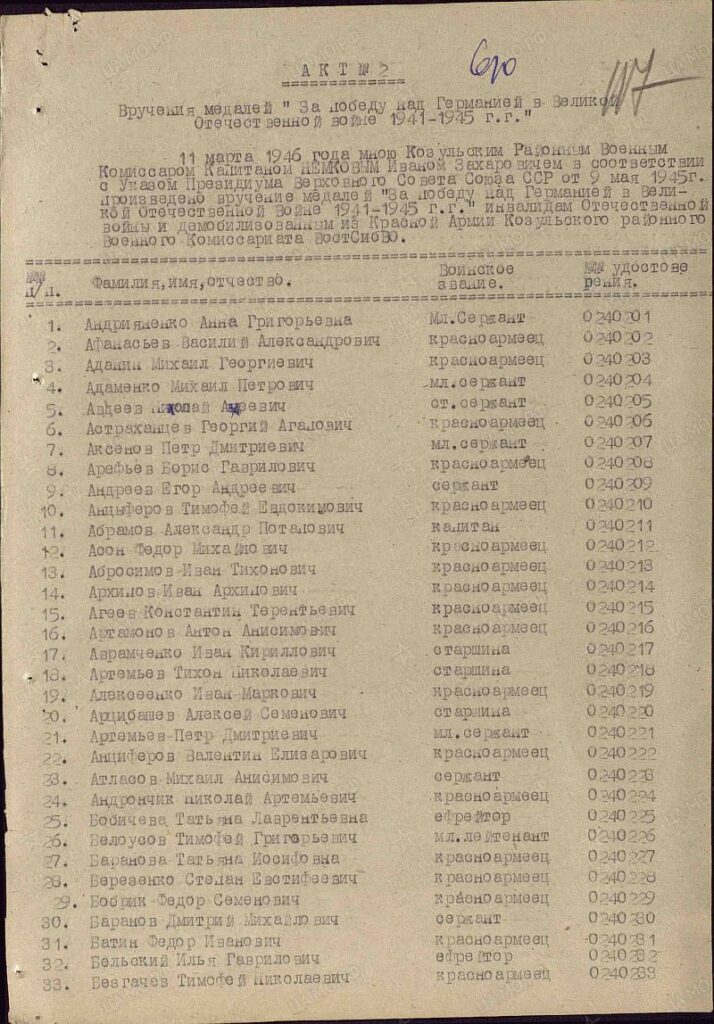 АКТ № 2
Вручения медалей " За победу над Германией в Великой
Отечественной войне 1941-1945 г.г."
11 марта 1946 года мною Козульским Районным Военным
Комиссаром Капитаном НЕМКОВЫМ Иваном Захаровичем в соответствии
с Указом Президиума Верховного Совета Союза ССР от 9 мая 1945г.
произведено вручение медалей "За победу над Германией в Вели-
кой Отечественной Войне 1941-1945 г.г." инвалидам Отечественной
войны и демобилизованным из Красной Армии Козульского районного
Военного Комиссариата ВостСибВО.
№№ п/п. Фамилия,имя,отчество. Воинское звание. №№ удостове рения.
1. Андрияненко Анна Григорьевна Мл.Сержант 0240201
2. Афанасьев Василий Александрович красноармеец 0240202
3. Аданин Михаил Георгиевич красноармеец 0240203
4. Адаменко Михаил Петрович мл.сержант 0240204
5. Авдеев Николай ст.сержант 0240205
6. Астраханцев Георгий Агапович красноармеец 0240206
7. Аксенов Петр Дмитриевич мл.сержант 0240207
8. Арефьев Борис Гаврилович красноармеец 0240208
9. Андреев Егор Андреевич сержант 0240209
10. Анцыферов Тимофей Евдокимович красноармеец 0240210
11. Абрамов Александр Потапович капитан 0240211
12. Асон Федор Михайлович красноармеец 0240212
13. Абросимов Иван Тихонович красноармеец 0240213
14. Архипов Иван Архипович красноармеец 0240214
15. Агеев Константин Терентьевич красноармеец 0240215
16. Артамонов Антон Анисимович красноармеец 0240216
17. Авраменко Иван Кириллович старшина 0240217
18. Артемьев Тихон Николаевич старшина 0240218
19. Алексеенко Иван Маркович красноармеец 0240219
20. Арцибашев Алексей Семенович старшина 0240220
21. Артемьев Петр Дмитриевич мл.сержант 0240221
22. Анциферов Валентин Елизарович красноармеец 0240222
23. Атласов Михаил Анисимович сержант 0240223
24. Андрончик Николай Артемьевич красноармеец 0240224
25. Бобичева Татьяна Лаврентьевна ефрейтор 0240225
26. Белоусов Тимофей Григорьевич мл.лейтенант 0240226
27. Баранова Татьяна Иосифовна красноармеец 0240227
28. Березенко Степан Евстифеевич красноармеец 0240228
29. Бобрик Федор Семенович красноармеец 0240229
30. Баранов Дмитрий Михайлович сержант 0240230
31. Батин Федор Иванович красноармеец 0240231
32. Бельский Илья Гаврилович ефрейтор 0240232
33. Безгачев Тимофей Николаевич красноармеец 0240233